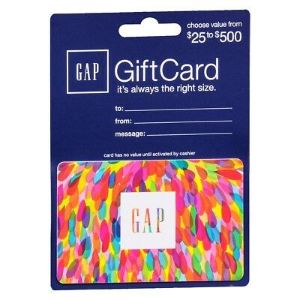 choose value from
$25 to $500
GAP
GiftCard
it's always the right size.
to:
from:
message:
card has no value until activated by cashier
GAP